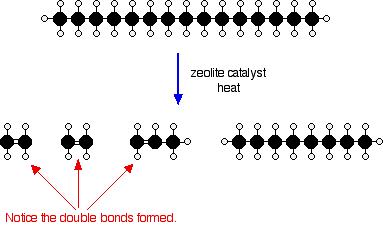 zeolite catalyst
heat
Notice the double bonds formed.